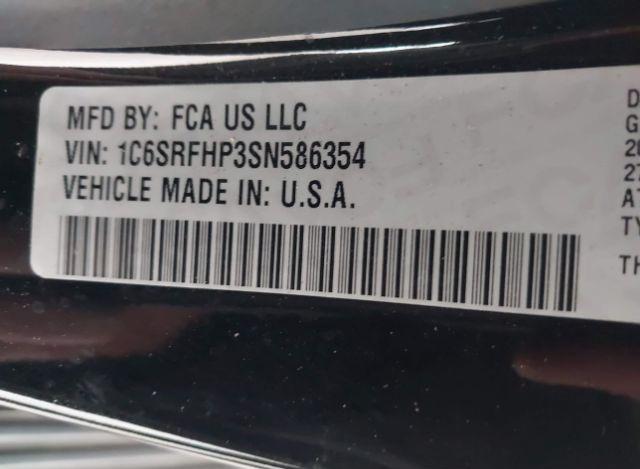 MFD BY: FCA US LLC
VIN: 1C6SRFHP3SN586354
VEHICLE MADE IN: U.S.A.